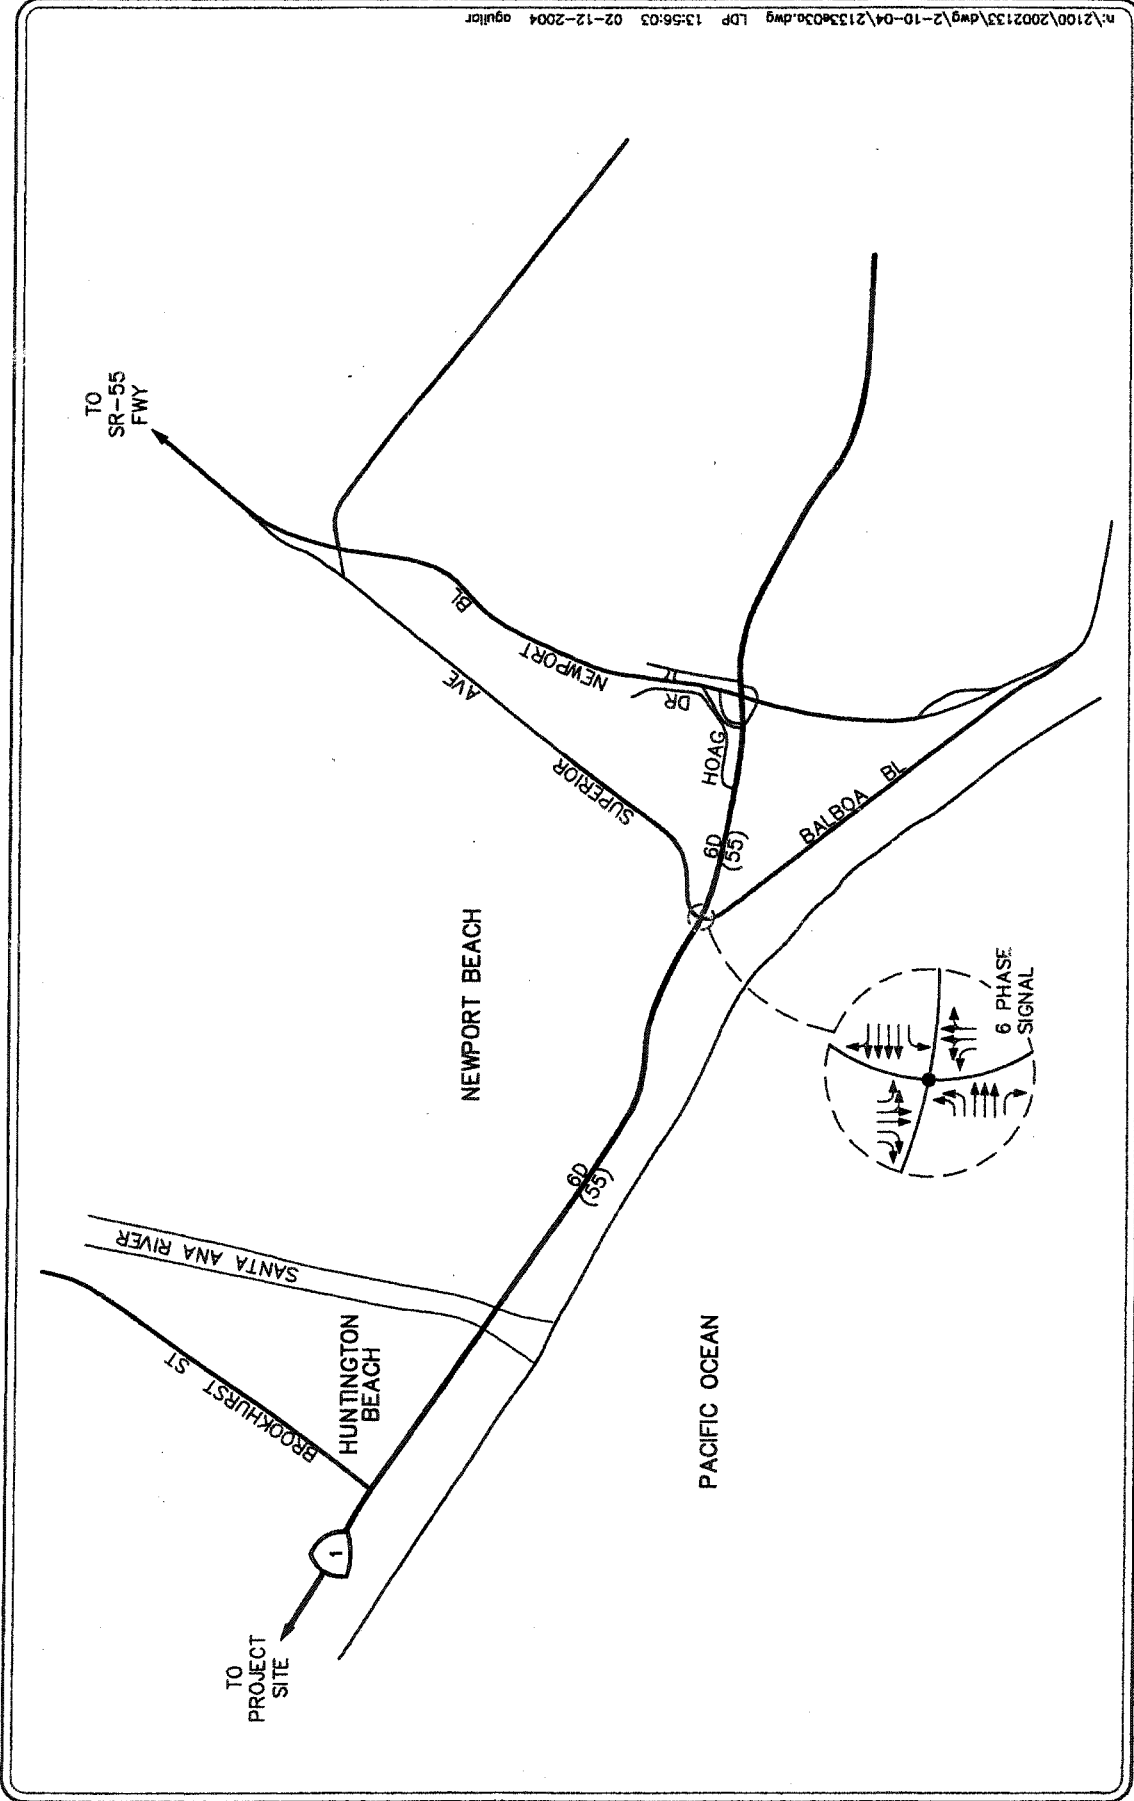 n:\2100\2002133\dwg\2-10-04\2133e03a.dwg LDP 13:56:03 02-12-2004 aguilar
TO
SR-55
FWY
BL
NEWPORT
AVE
SUPERIOR
DR
HOAG
6D
(55)
BALBOA BL
NEWPORT BEACH
6 PHASE
SIGNAL
6D
(55)
SANTA ANA RIVER
BROOKHURST ST
HUNTINGTON
BEACH
PACIFIC OCEAN
1
TO
PROJECT
SITE